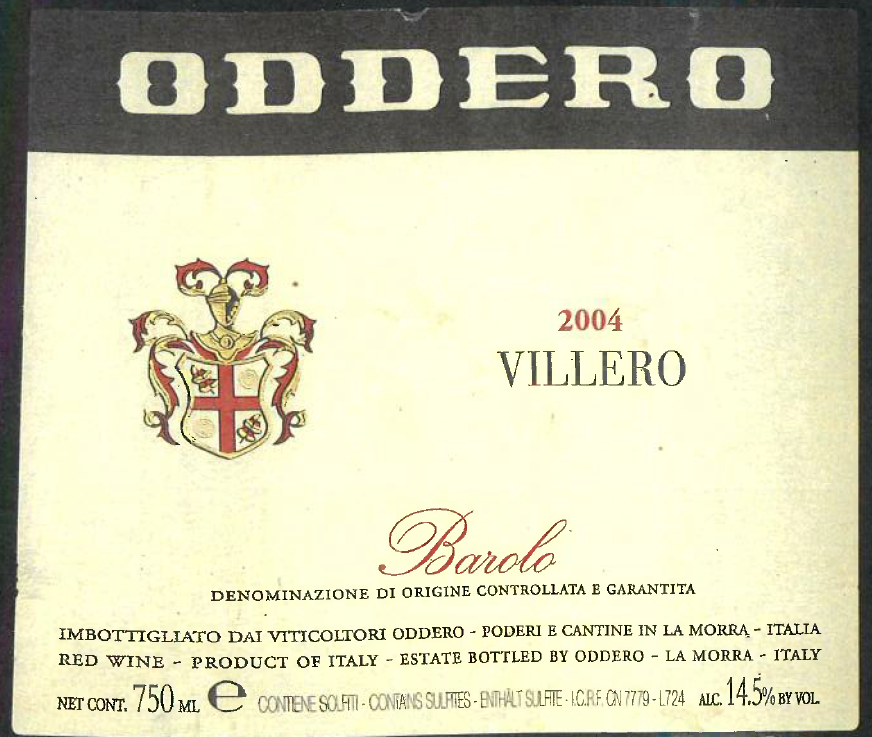 ODDERO
2004
VILLERO
Barolo
DENOMINAZIONE DI ORIGINE CONTROLLATA E GARANTITA
IMBOTTIGLIATO DAI VITICOLTORI ODDERO - PODERI E CANTINE IN LA MORRA - ITALIA
RED WINE - PRODUCT OF ITALY - ESTATE BOTTLED BY ODDERO - LA MORRA - ITALY
NET CONT. 750 ML e CONTIENE SOLFITI - CONTAINS SULFITES - ENTHÄLT SULFITE - I.C.R.F. CN 7779 - L724 ALC. 14.5% BY VOL.